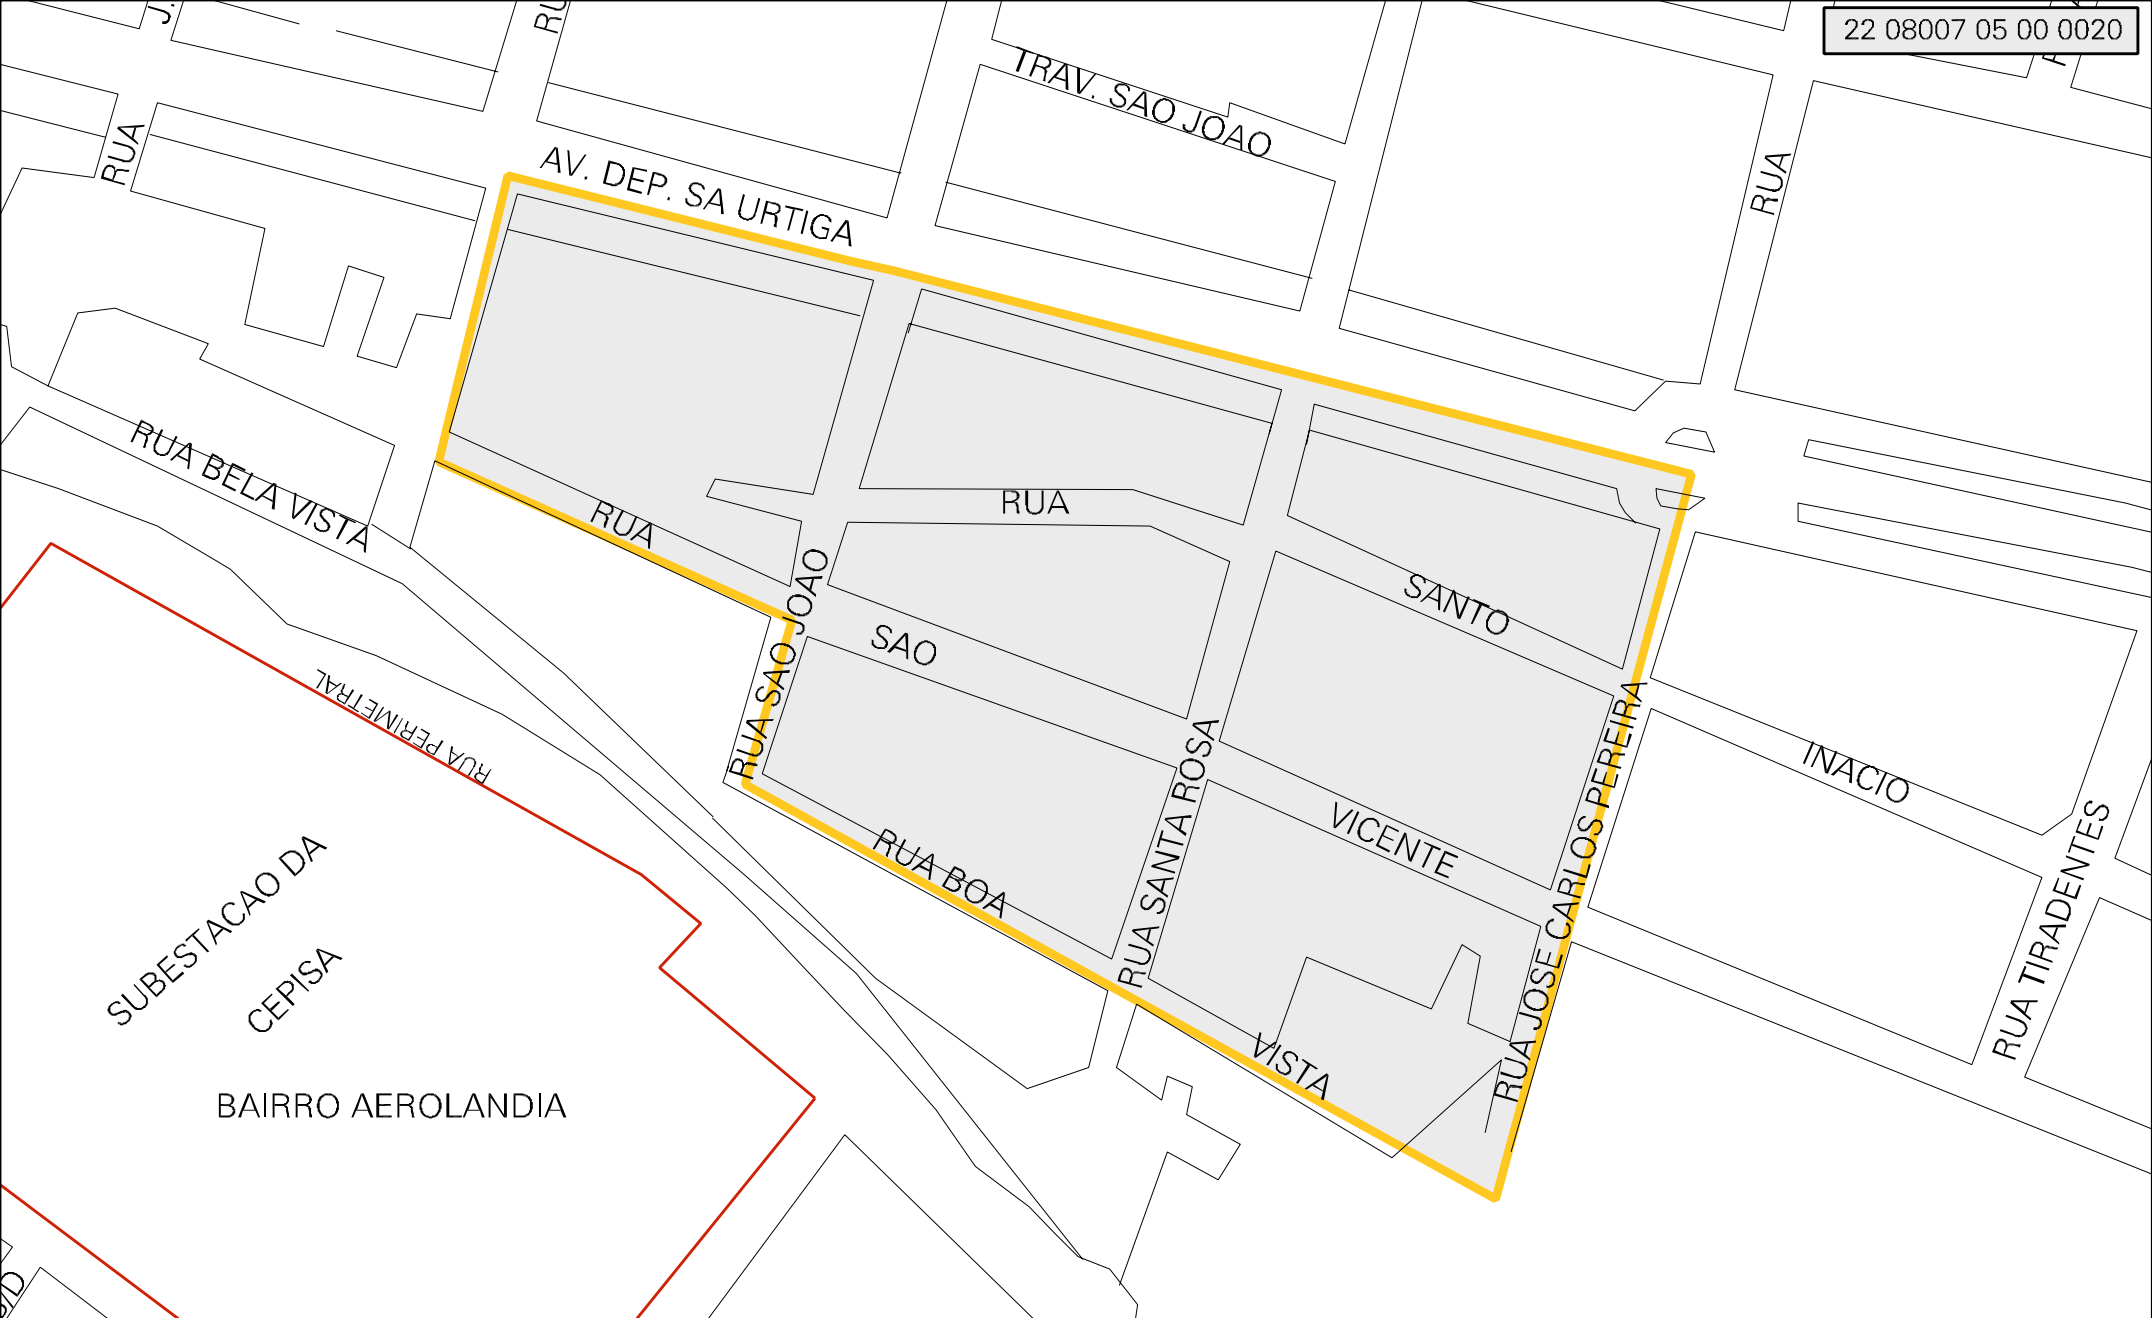 22 08007 05 00 0020
TRAV. SAO JOAO
RUA
RUA
AV. DEP. SA URTIGA
RUA BELA VISTA
RUA
RUA
SANTO
INACIO
RUA SAO JOAO
SAO
VICENTE
RUA SANTA ROSA
RUA JOSE CARLOS PEREIRA
RUA TIRADENTES
RUA PERIMETRAL
RUA BOA
VISTA
SUBESTACAO DA
CEPISA
BAIRRO AEROLANDIA